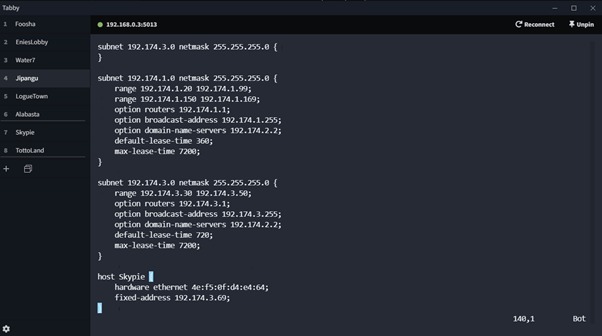 Tabby
1 Foosha
2 EniesLobby
3 Water7
4 Jipangu
5 LogueTown
6 Alabasta
7 Skypie
8 TottoLand
192.168.0.3:5013
Reconnect
Unpin
subnet 192.174.3.0 netmask 255.255.255.0 {
}
subnet 192.174.1.0 netmask 255.255.255.0 {
range 192.174.1.20 192.174.1.99;
range 192.174.1.150 192.174.1.169;
option routers 192.174.1.1;
option broadcast-address 192.174.1.255;
option domain-name-servers 192.174.2.2;
default-lease-time 360;
max-lease-time 7200;
}
subnet 192.174.3.0 netmask 255.255.255.0 {
range 192.174.3.30 192.174.3.50;
option routers 192.174.3.1;
option broadcast-address 192.174.3.255;
option domain-name-servers 192.174.2.2;
default-lease-time 720;
max-lease-time 7200;
}
host Skypie {
hardware ethernet 4e:f5:0f:d4:e4:64;
fixed-address 192.174.3.69;
}
140,1 Bot